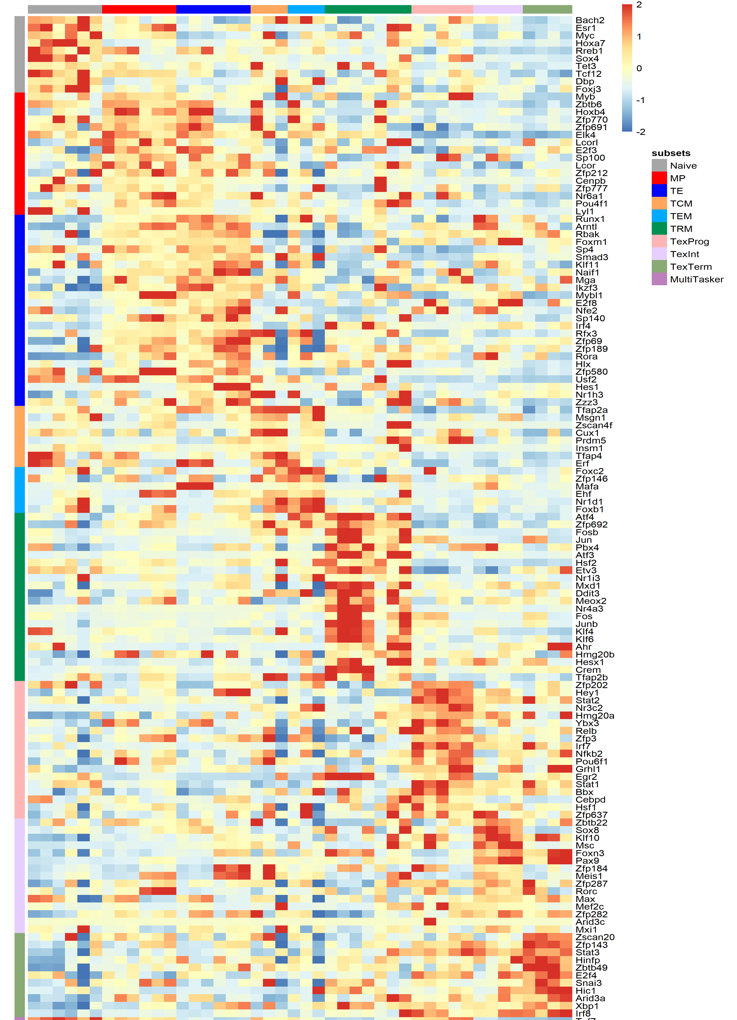 Bach2
Esr1
Myc
Hoxa7
Rreb1
Sox4
Tet3
Tcf12
Dbp
Foxj3
Myb
Zbtb6
Hoxb4
Zfp770
Zfp691
Elk4
Lcorl
E2f3
Sp100
Lcor
Zfp212
Cenpb
Zfp777
Nr6a1
Pou4f1
Lyl1
Runx1
Arntl
Rbak
Foxm1
Sp4
Smad3
Klf11
Naif1
Mga
Ikzf3
Mybl1
E2f8
Nfe2
Sp140
Irf4
Rfx3
Zfp69
Zfp189
Rora
Hlx
Zfp580
Usf2
Hes1
Nr1h3
Zzz3
Tfap2a
Msgn1
Zscan4f
Cux1
Prdm5
Insm1
Tfap4
Erf
Foxc2
Zfp146
Mafa
Ehf
Nr1d1
Foxb1
Atf4
Zfp692
Fosb
Jun
Pbx4
Atf3
Hsf2
Etv3
Nr1i3
Mxd1
Ddit3
Meox2
Nr4a3
Fos
Junb
Klf4
Klf6
Ahr
Hmg20b
Hesx1
Crem
Tfap2b
Zfp202
Hey1
Stat2
Nr3c2
Hmg20a
Ybx3
Relb
Zfp3
Irf7
Nfkb2
Pou6f1
Grhl1
Egr2
Stat1
Bbx
Cebpd
Hsf1
Zfp637
Zbtb22
Sox8
Klf10
Msc
Foxn3
Pax9
Zfp184
Meis1
Zfp287
Rorc
Max
Mef2c
Zfp282
Arid3c
Mxi1
Zscan20
Zfp143
Stat3
Hinfp
Zbtb49
E2f4
Snai3
Hic1
Arid3a
Xbp1
Irf8
2
1
0
-1
-2
subsets
Naive
MP
TE
TCM
TEM
TRM
TexProg
TexInt
TexTerm
MultiTasker